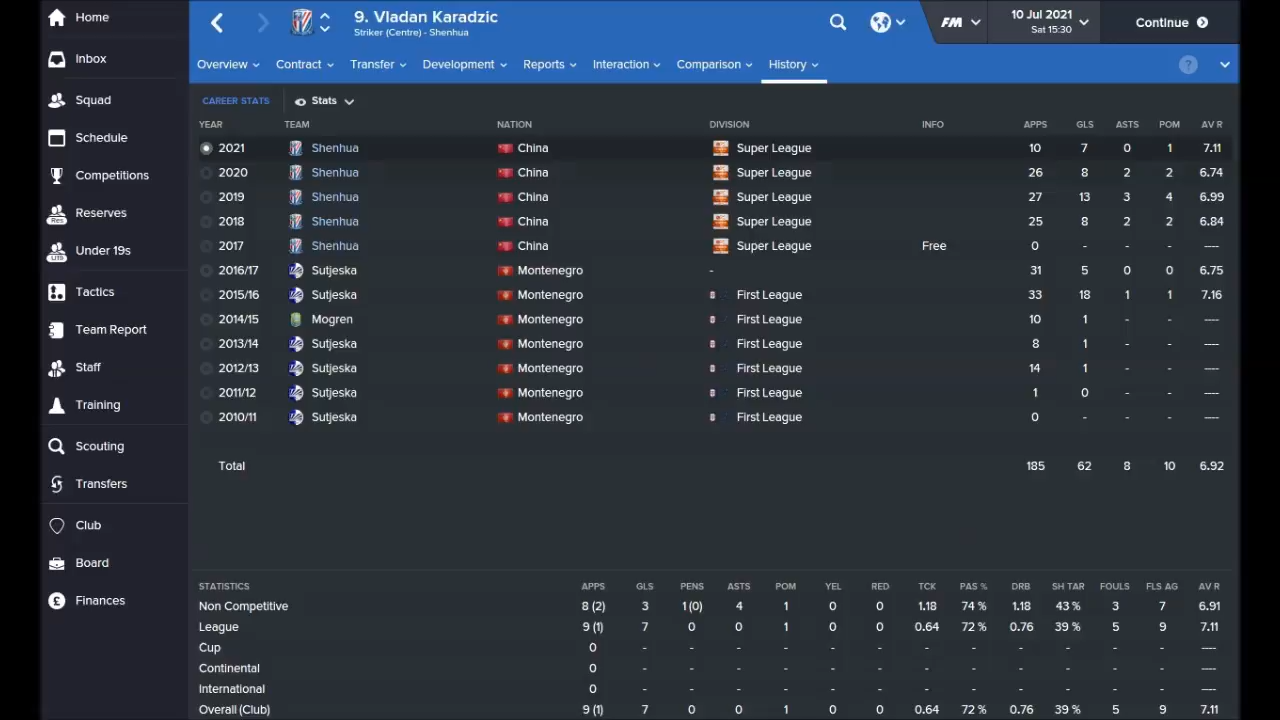 Home
Inbox
Squad
Schedule
Competitions
Reserves
Res
Under 19s
U19
Tactics
Team Report
Staff
Training
Scouting
Transfers
Club
Board
£ Finances
9. Vladan Karadzic
Striker (Centre) - Shenhua
FM
10 Jul 2021
Sat 15:30
Continue
Overview Contract Transfer Development Reports Interaction Comparison History ?
CAREER STATS Stats
YEAR TEAM NATION DIVISION INFO APPS GLS ASTS POM AV R
2021 Shenhua China Super League 10 7 0 1 7.11
2020 Shenhua China Super League 26 8 2 2 6.74
2019 Shenhua China Super League 27 13 3 4 6.99
2018 Shenhua China Super League 25 8 2 2 6.84
2017 Shenhua China Super League Free 0 - - - ----
2016/17 Sutjeska Montenegro - 31 5 0 0 6.75
2015/16 Sutjeska Montenegro First League 33 18 1 1 7.16
2014/15 Mogren Montenegro First League 10 1 - - ----
2013/14 Sutjeska Montenegro First League 8 1 - - ----
2012/13 Sutjeska Montenegro First League 14 1 - - ----
2011/12 Sutjeska Montenegro First League 1 0 - - ----
2010/11 Sutjeska Montenegro First League 0 - - - ----
Total 185 62 8 10 6.92
STATISTICS APPS GLS PENS ASTS POM YEL RED TCK PAS % DRB SH TAR FOULS FLS AG AV R
Non Competitive 8 (2) 3 1 (0) 4 1 0 0 1.18 74 % 1.18 43 % 3 7 6.91
League 9 (1) 7 0 0 1 0 0 0.64 72 % 0.76 39 % 5 9 7.11
Cup 0 - - - - - - - - - - - - ----
Continental 0 - - - - - - - - - - - - ----
International 0 - - - - - - - - - - - - ----
Overall (Club) 9 (1) 7 0 0 1 0 0 0.64 72 % 0.76 39 % 5 9 7.11